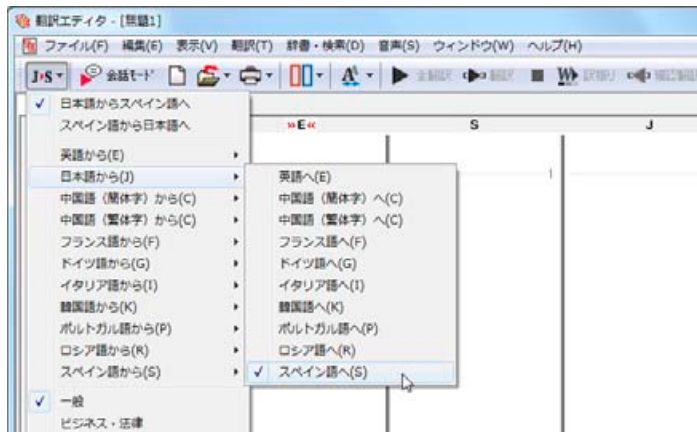 翻訳エディタ - [無題1]
ファイル(F) 編集(E) 表示(V) 翻訳(T) 辞書・検索(D) 音声(S) ウィンドウ(W) ヘルプ(H)
J▸S 会話モード 全翻訳 翻訳 訳振り
✓ 日本語からスペイン語へ
スペイン語から日本語へ
»E« S J
英語から(E)
日本語から(J) 英語へ(E)
1
中国語（簡体字）から(C) 中国語（簡体字）へ(C)
中国語（繁体字）から(C) 中国語（繁体字）へ(C)
フランス語から(F) フランス語へ(F)
ドイツ語から(G) ドイツ語へ(G)
イタリア語から(I) イタリア語へ(I)
韓国語から(K) 韓国語へ(K)
ポルトガル語から(P) ポルトガル語へ(P)
ロシア語から(R) ロシア語へ(R)
スペイン語から(S) ✓ スペイン語へ(S)
✓ 一般
ビジネス・法律